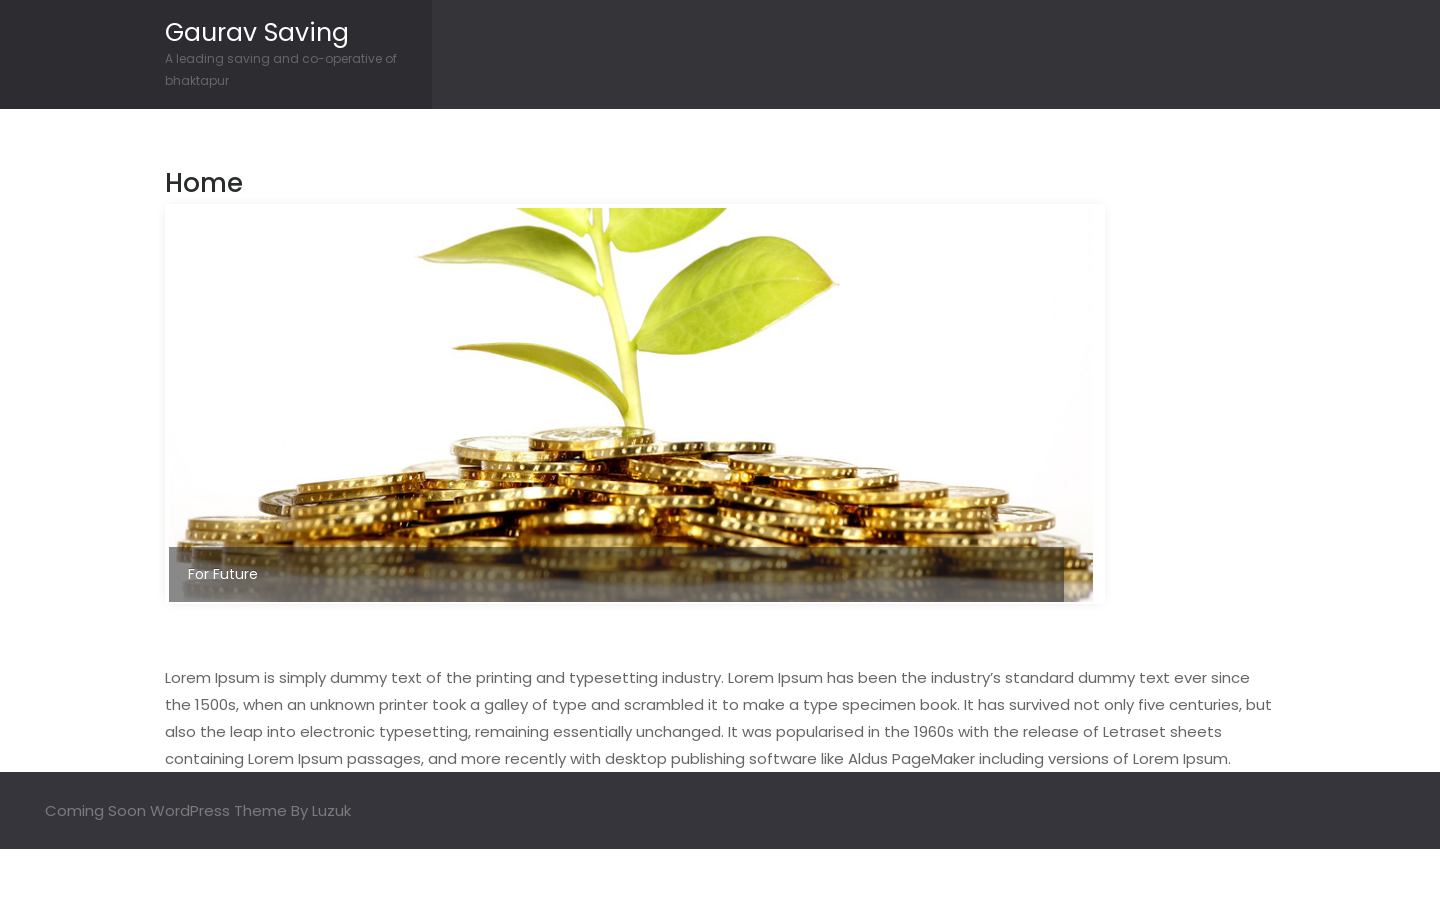 Gaurav Saving
A leading saving and co-operative of
bhaktapur
Home
For Future
Lorem Ipsum is simply dummy text of the printing and typesetting industry. Lorem Ipsum has been the industry’s standard dummy text ever since
the 1500s, when an unknown printer took a galley of type and scrambled it to make a type specimen book. It has survived not only five centuries, but
also the leap into electronic typesetting, remaining essentially unchanged. It was popularised in the 1960s with the release of Letraset sheets
containing Lorem Ipsum passages, and more recently with desktop publishing software like Aldus PageMaker including versions of Lorem Ipsum.
Coming Soon WordPress Theme By Luzuk